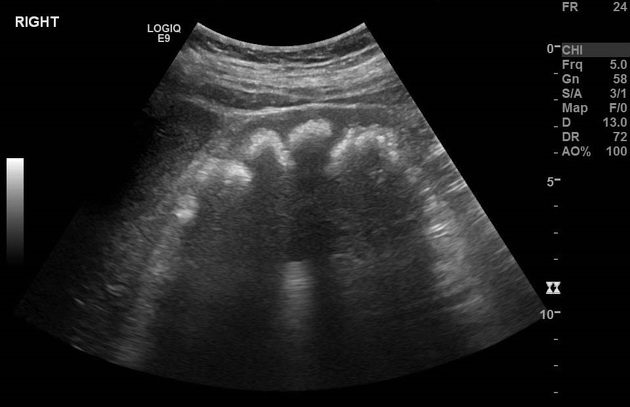 RIGHT
LOGIQ
E9
FR 24
CHI
Frq 5.0
Gn 58
S/A 3/1
Map F/0
D 13.0
DR 72
AO% 100
0
5
10